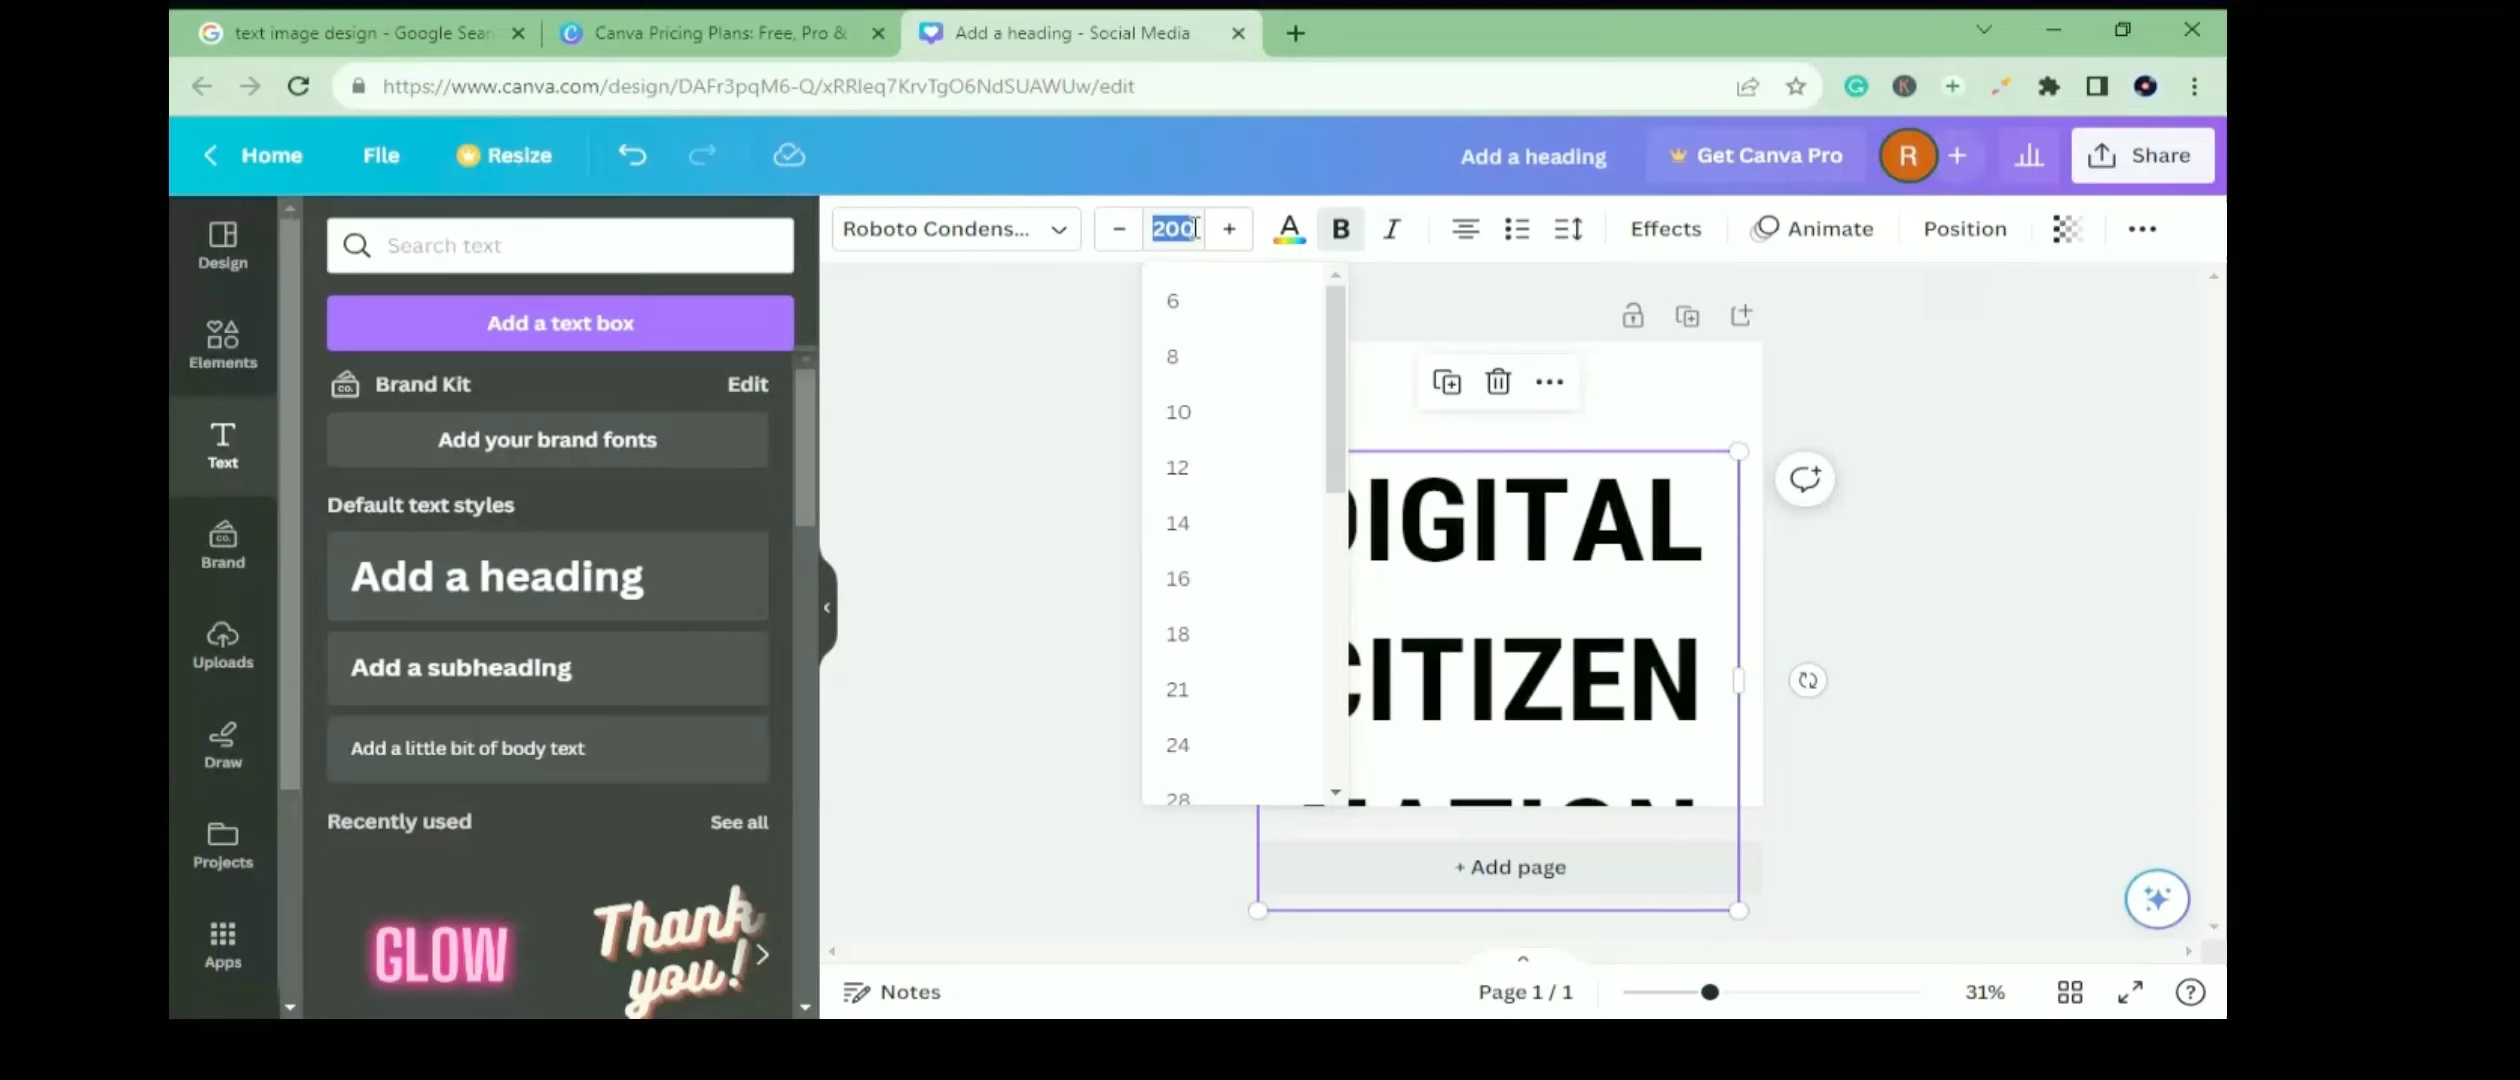 text image design - Google Sear
Canva Pricing Plans: Free, Pro &
Add a heading - Social Media
https://www.canva.com/design/DAFr3pqM6-Q/xRRleq7KrvTgO6NdSUAWUw/edit
Home
File
Resize
Add a heading
Get Canva Pro
R
Share
Roboto Condens...
200
A
B
I
Effects
Animate
Position
Design
Elements
Text
Brand
Uploads
Draw
Projects
Apps
Search text
Add a text box
Brand Kit
Edit
Add your brand fonts
Default text styles
Add a heading
Add a subheading
Add a little bit of body text
Recently used
See all
GLOW
Thank
you!
6
8
10
12
14
16
18
21
24
28
DIGITAL
CITIZEN
+ Add page
Notes
Page 1 / 1
31%